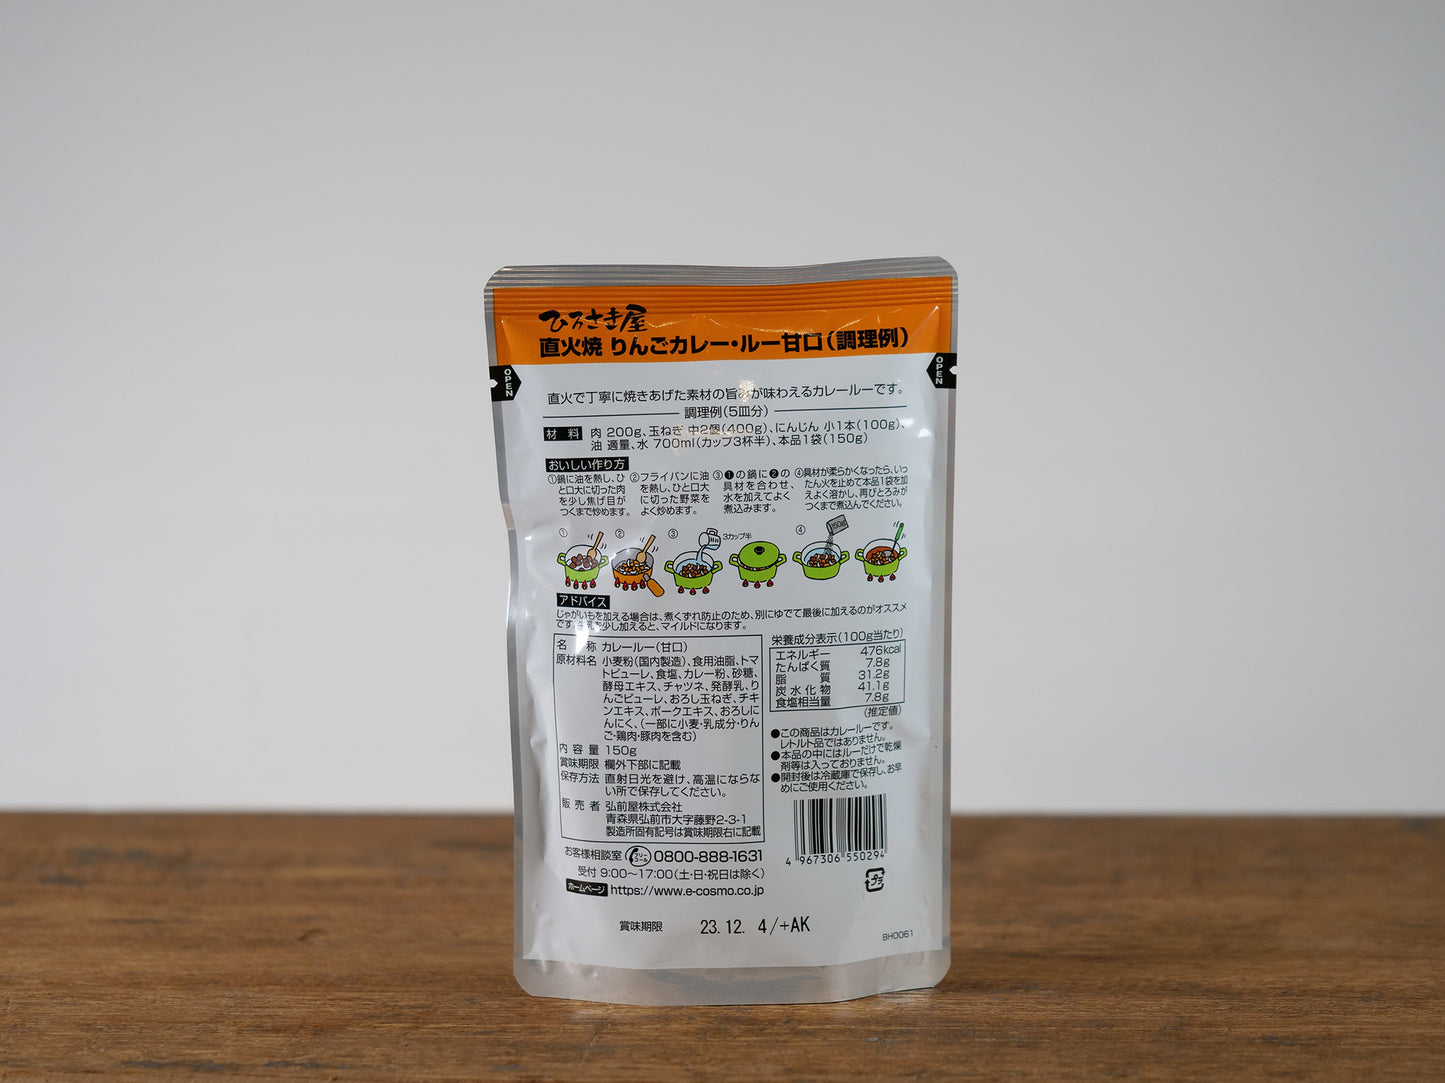 ひろさき屋
直火焼 りんごカレー・ルー甘口(調理例)
OPEN
OPEN
直火で丁寧に焼きあげた素材の旨みが味わえるカレールーです。
調理例(5皿分)
材 料 肉 200g、玉ねぎ 中2個(400g)、にんじん 小1本(100g)、
油 適量、水 700ml(カップ3杯半)、本品1袋(150g)
おいしい作り方
①鍋に油を熱し、ひ
と口大に切った肉
を少し焦げ目が
つくまで炒めます。
②フライパンに油
を熱し、ひと口大
に切った野菜を
よく炒めます。
③❶の鍋に❷の
具材を合わせ、
水を加えてよく
煮込みます。
④具材が柔らかくなったら、いっ
たん火を止めて本品1袋を加
えよく溶かし、再びとろみが
つくまで煮込んでください。
① ② ③ 3カップ半 ④ 150g
アドバイス
じゃがいもを加える場合は、煮くずれ防止のため、別にゆでて最後に加えるのがオススメ
です。を少し加えると、マイルドになります。
名 称 カレールー(甘口)
原材料名 小麦粉(国内製造)、食用油脂、トマ
トピューレ、食塩、カレー粉、砂糖、
酵母エキス、チャツネ、発酵乳、り
んごピューレ、おろし玉ねぎ、チキ
ンエキス、ポークエキス、おろしに
んにく、(一部に小麦・乳成分・りん
ご・鶏肉・豚肉を含む)
内 容 量 150g
賞味期限 欄外下部に記載
保存方法 直射日光を避け、高温にならな
い所で保存してください。
販 売 者 弘前屋株式会社
青森県弘前市大字藤野2-3-1
製造所固有記号は賞味期限右に記載
栄養成分表示(100g当たり)
エネルギー 476kcal
たんぱく質 7.8g
脂 質 31.2g
炭水化物 41.1g
食塩相当量 7.8g
(推定値)
●この商品はカレールーです。
レトルト品ではありません。
●本品の中にはルーだけで乾燥
剤等は入っておりません。
●開封後は冷蔵庫で保存し、お早
めにご使用ください。
4 967306 550294
プラ
お客様相談室 フリーコール 0800-888-1631
受付 9:00〜17:00(土・日・祝日は除く)
ホームページ https://www.e-cosmo.co.jp
賞味期限 23.12. 4/+AK
BH0061